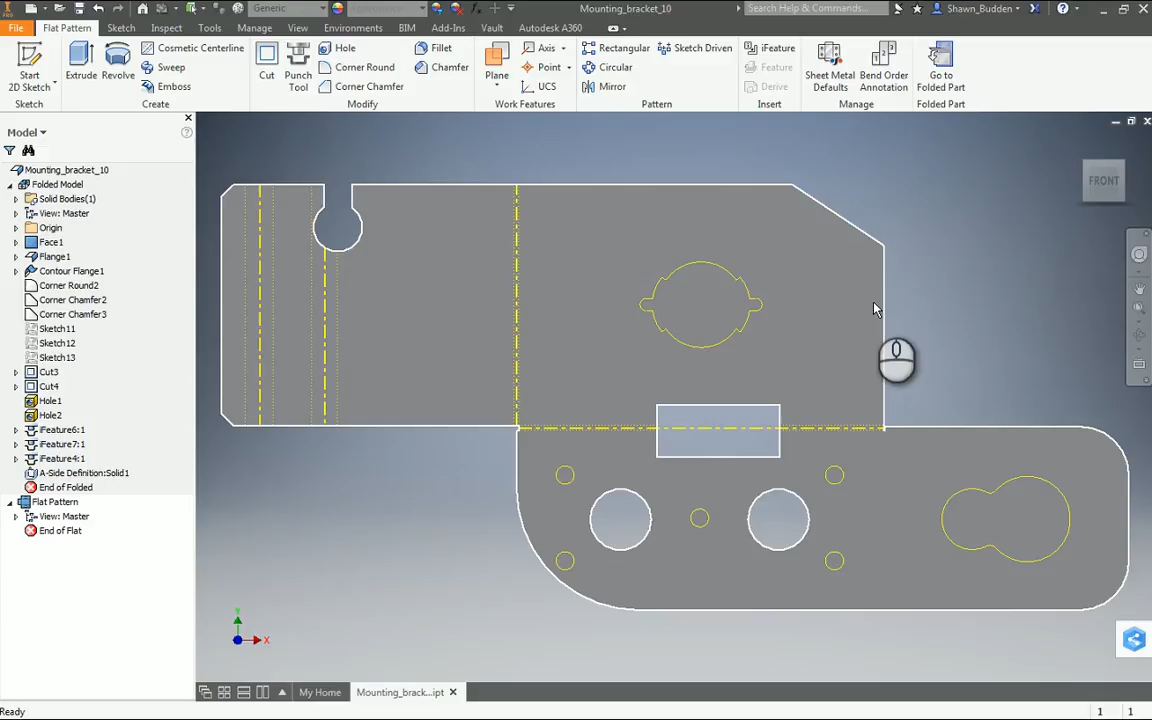 Generic
Mounting_bracket_10
Search Help & Commands...
Shawn_Budden
File
Flat Pattern
Sketch
Inspect
Tools
Manage
View
Environments
BIM
Add-Ins
Vault
Autodesk A360
Start
2D Sketch
Sketch
Extrude
Revolve
Cosmetic Centerline
Sweep
Emboss
Create
Cut
Punch
Tool
Hole
Corner Round
Corner Chamfer
Fillet
Chamfer
Modify
Plane
Axis
Point
UCS
Work Features
Rectangular
Circular
Mirror
Sketch Driven
Pattern
iFeature
Feature
Derive
Insert
Sheet Metal
Defaults
Bend Order
Annotation
Manage
Go to
Folded Part
Folded Part
Model
Mounting_bracket_10
Folded Model
Solid Bodies(1)
View: Master
Origin
Face1
Flange1
Contour Flange1
Corner Round2
Corner Chamfer2
Corner Chamfer3
Sketch11
Sketch12
Sketch13
Cut3
Cut4
Hole1
Hole2
iFeature6:1
iFeature7:1
iFeature4:1
A-Side Definition:Solid1
End of Folded
Flat Pattern
View: Master
End of Flat
FRONT
Y
X
My Home
Mounting_brack...ipt
Ready
1
1